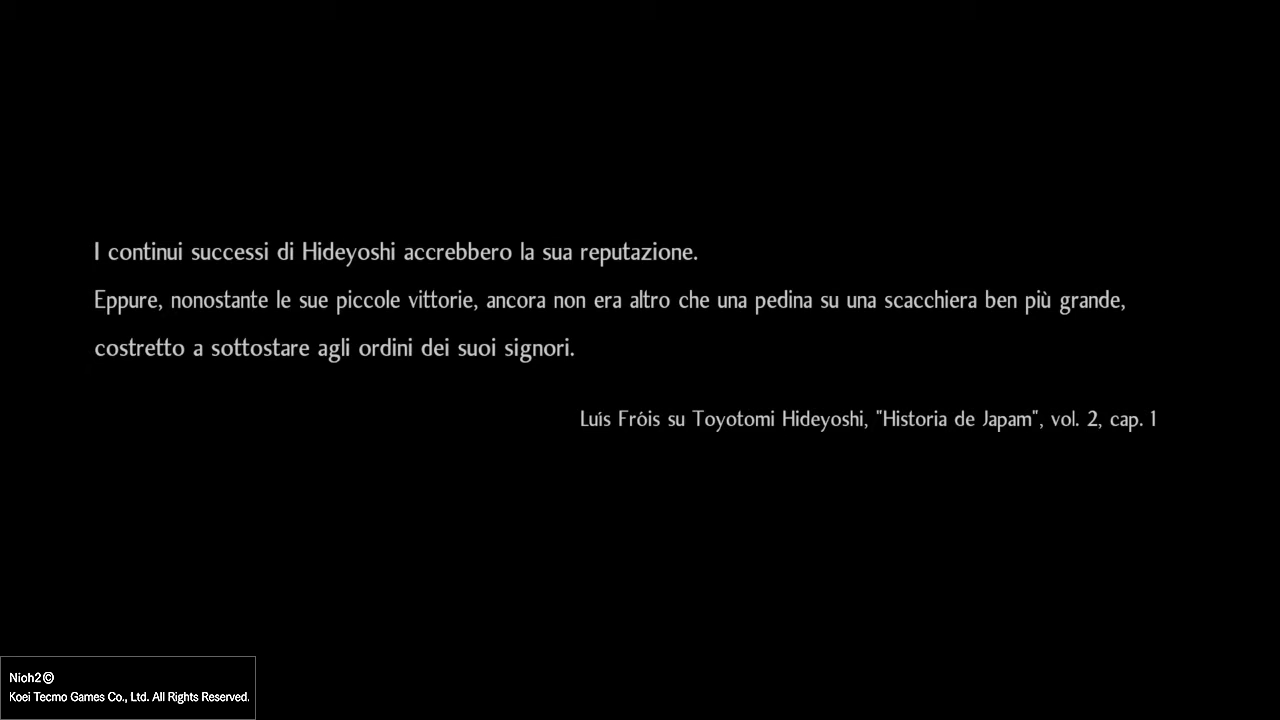 I continui successi di Hideyoshi accrebbero la sua reputazione.
Eppure, nonostante le sue piccole vittorie, ancora non era altro che una pedina su una scacchiera ben più grande,
costretto a sottostare agli ordini dei suoi signori.
Luís Fróis su Toyotomi Hideyoshi, "Historia de Japam", vol. 2, cap. 1
Nioh2©
Koei Tecmo Games Co., Ltd. All Rights Reserved.